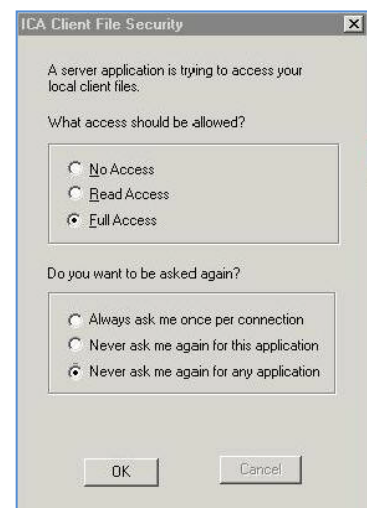 ICA Client File Security
A server application is trying to access your
local client files.
What access should be allowed?
No Access
Read Access
Full Access
Do you want to be asked again?
Always ask me once per connection
Never ask me again for this application
Never ask me again for any application
OK
Cancel